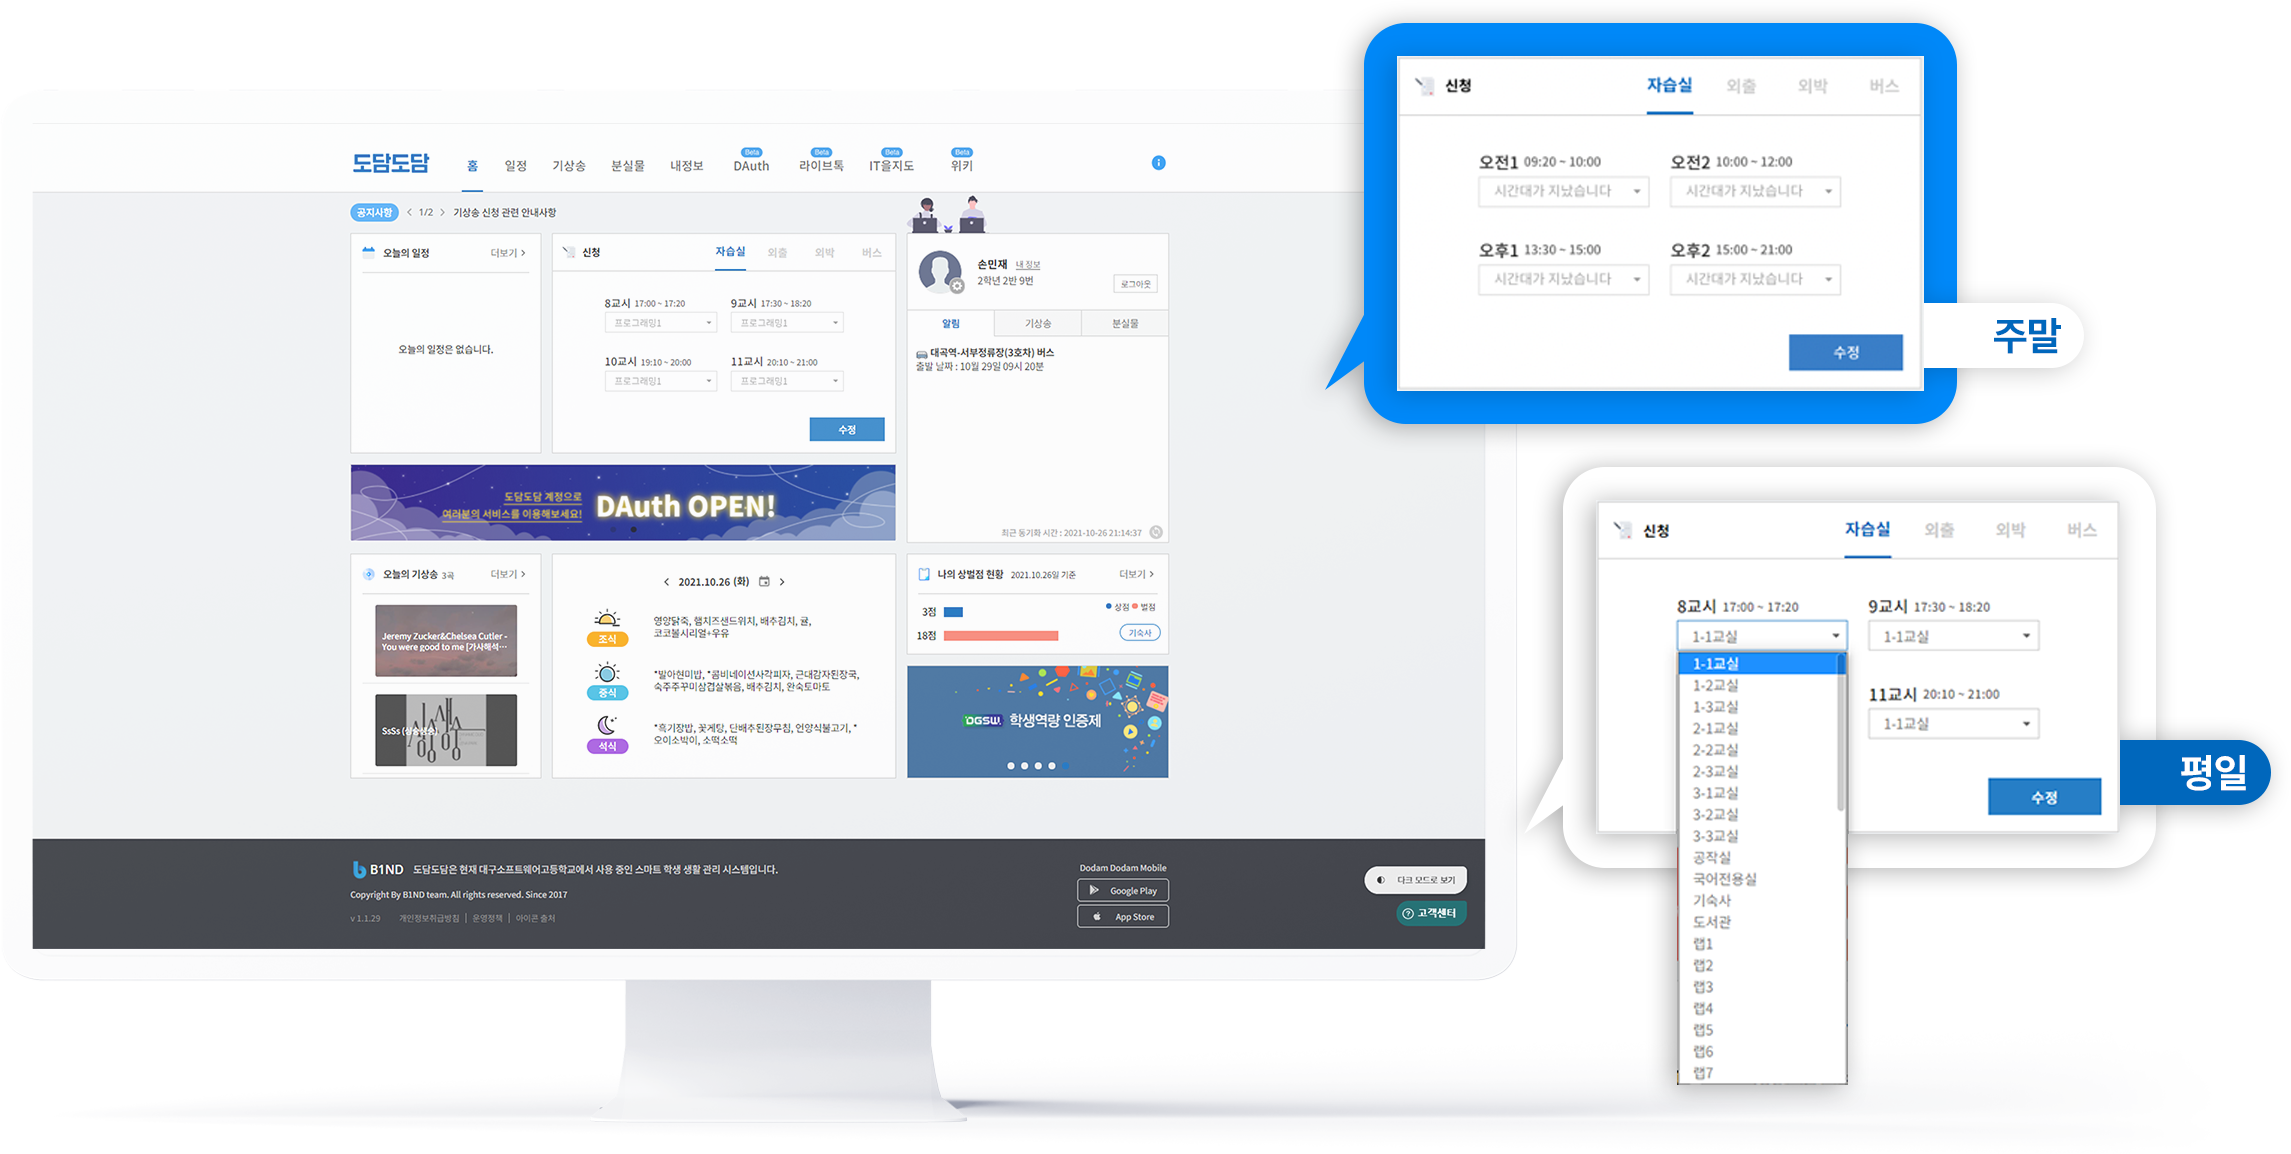 도담도담
홈
일정
기상송
분실물
내정보
Beta
DAuth
Beta
라이브톡
Beta
IT을지도
Beta
위키
공지사항 < 1/2 > 기상송 신청 관련 안내사항
오늘의 일정 더보기 >
오늘의 일정은 없습니다.
신청 자습실 외출 외박 버스
8교시 17:00 ~ 17:20
프로그래밍1
9교시 17:30 ~ 18:20
프로그래밍1
10교시 19:10 ~ 20:00
프로그래밍1
11교시 20:10 ~ 21:00
프로그래밍1
수정
손민재 내 정보
2학년 2반 9번
로그아웃
알림 기상송 분실물
대곡역-서부정류장(3호차) 버스
출발 날짜 : 10월 29일 09시 20분
최근 동기화 시간 : 2021-10-26 21:14:37
도담도담 계정으로
여러분의 서비스를 이용해보세요!
DAuth OPEN!
오늘의 기상송 3곡 더보기 >
Jeremy Zucker&Chelsea Cutler -
You were good to me [가사해석…
SsSs
< 2021.10.26 (화) >
조식
영양닭죽, 햄치즈샌드위치, 배추김치, 귤,
코코볼시리얼+우유
중식
*발아현미밥, *콤비네이션사각피자, 근대감자된장국,
숙주주꾸미삼겹살볶음, 배추김치, 완숙토마토
석식
*흑기장밥, 꽃게탕, 단배추된장무침, 언양식불고기, *
오이소박이, 소떡소떡
나의 상벌점 현황 2021.10.26일 기준 더보기 >
상점 벌점
3점
18점
기숙사
DGSW 학생역량 인증제
B1ND 도담도담은 현재 대구소프트웨어고등학교에서 사용 중인 스마트 학생 생활 관리 시스템입니다.
Copyright By B1ND team. All rights reserved. Since 2017
v 1.1.29 개인정보취급방침 | 운영정책 | 아이콘 출처
Dodam Dodam Mobile
Google Play
App Store
다크 모드로 보기
고객센터
신청 자습실 외출 외박 버스
오전1 09:20 ~ 10:00
시간대가 지났습니다
오전2 10:00 ~ 12:00
시간대가 지났습니다
오후1 13:30 ~ 15:00
시간대가 지났습니다
오후2 15:00 ~ 21:00
시간대가 지났습니다
수정
주말
신청 자습실 외출 외박 버스
8교시 17:00 ~ 17:20
1-1교실
9교시 17:30 ~ 18:20
1-1교실
11교시 20:10 ~ 21:00
1-1교실
수정
1-1교실
1-2교실
1-3교실
2-1교실
2-2교실
2-3교실
3-1교실
3-2교실
3-3교실
공작실
국어전용실
기숙사
도서관
랩1
랩2
랩3
랩4
랩5
랩6
랩7
평일